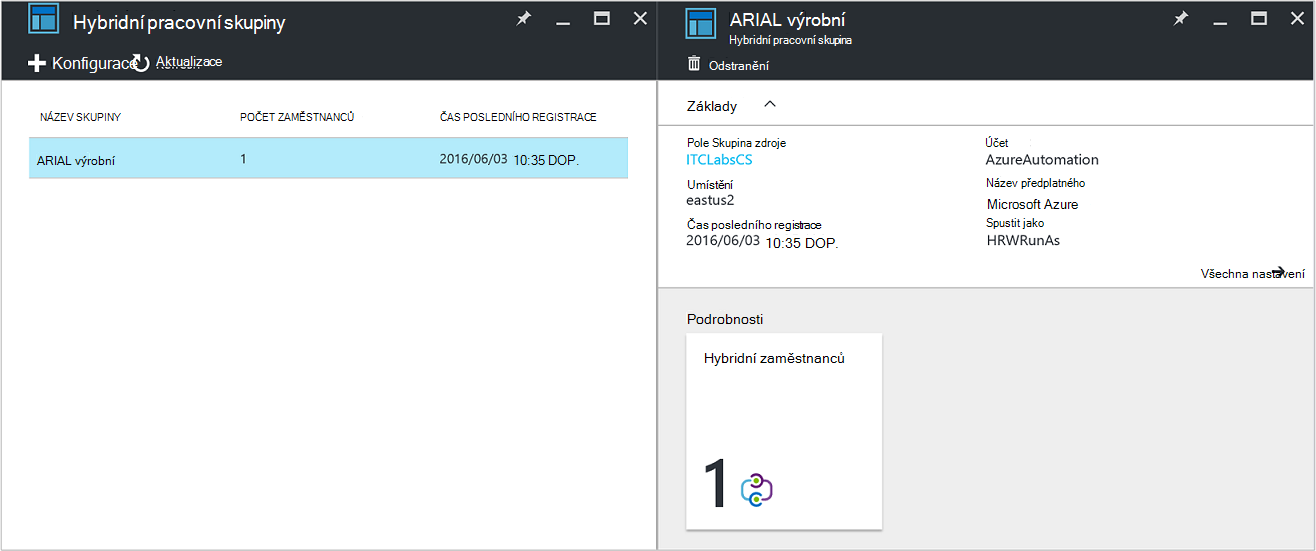 Hybridní pracovní skupiny
Konfigurace Aktualizace
NÁZEV SKUPINY POČET ZAMĚSTNANCŮ ČAS POSLEDNÍHO REGISTRACE
ARIAL výrobní 1 2016/06/03 10:35 DOP.
ARIAL výrobní
Hybridní pracovní skupina
Odstranění
Základy
Pole Skupina zdroje
ITCLabsCS
Umístění
eastus2
Čas posledního registrace
2016/06/03 10:35 DOP.
Účet
AzureAutomation
Název předplatného
Microsoft Azure
Spustit jako
HRWRunAs
Všechna nastavení
Podrobnosti
Hybridní zaměstnanců
1